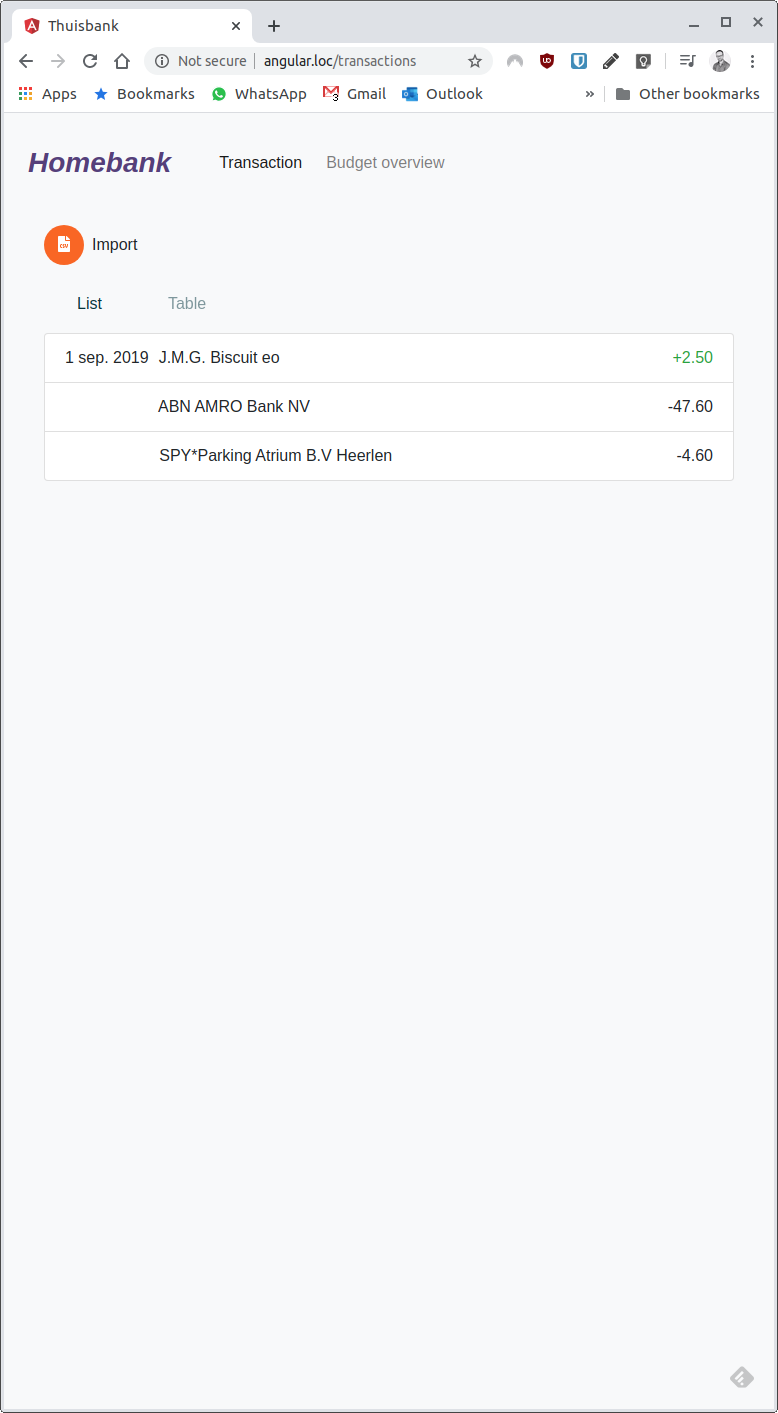 Thuisbank
Not secure angular.loc/transactions
Apps Bookmarks WhatsApp 3 Gmail Outlook » Other bookmarks
Homebank Transaction Budget overview
CSV Import
List Table
1 sep. 2019 J.M.G. Biscuit eo +2.50
ABN AMRO Bank NV -47.60
SPY*Parking Atrium B.V Heerlen -4.60